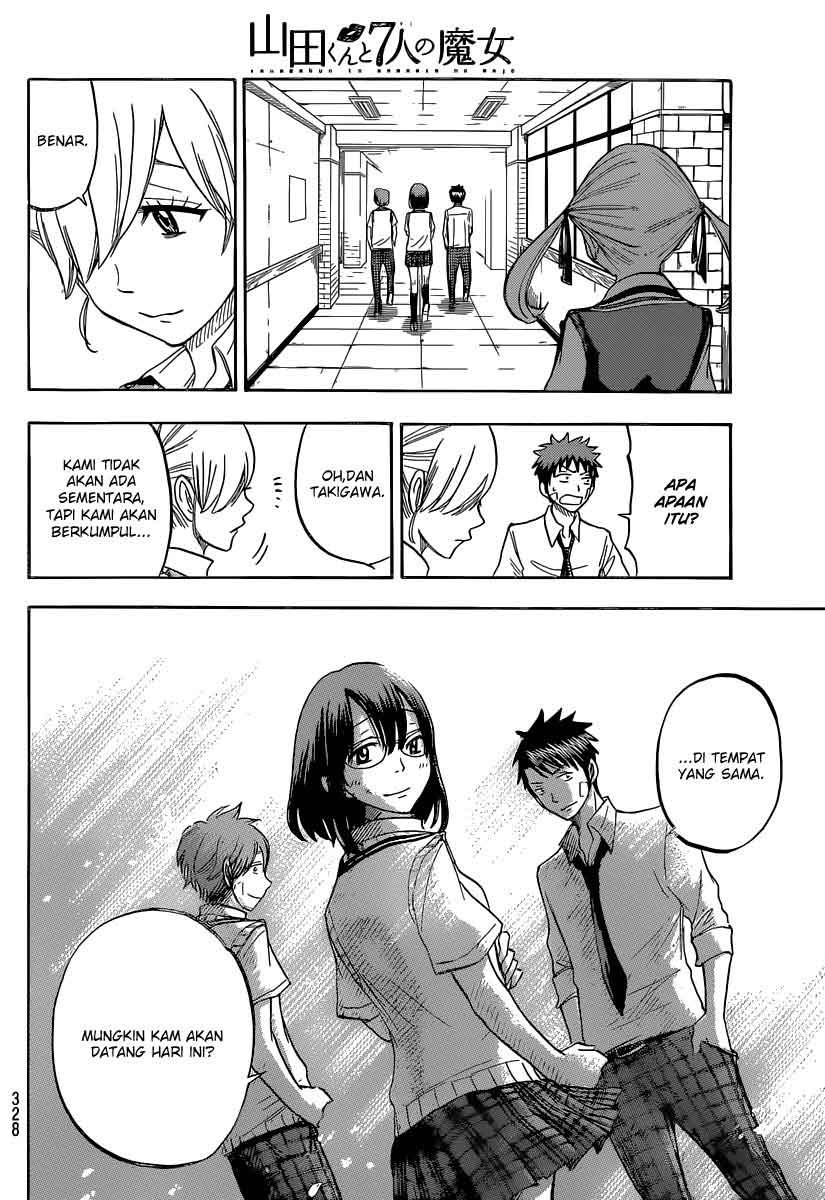 山田くんと7人の魔女
BENAR.
APA
APAAN
ITU?
OH,DAN
TAKIGAWA.
KAMI TIDAK
AKAN ADA
SEMENTARA,
TAPI KAMI AKAN
BERKUMPUL...
...DI TEMPAT
YANG SAMA.
MUNGKIN KAM AKAN
DATANG HARI INI?
328